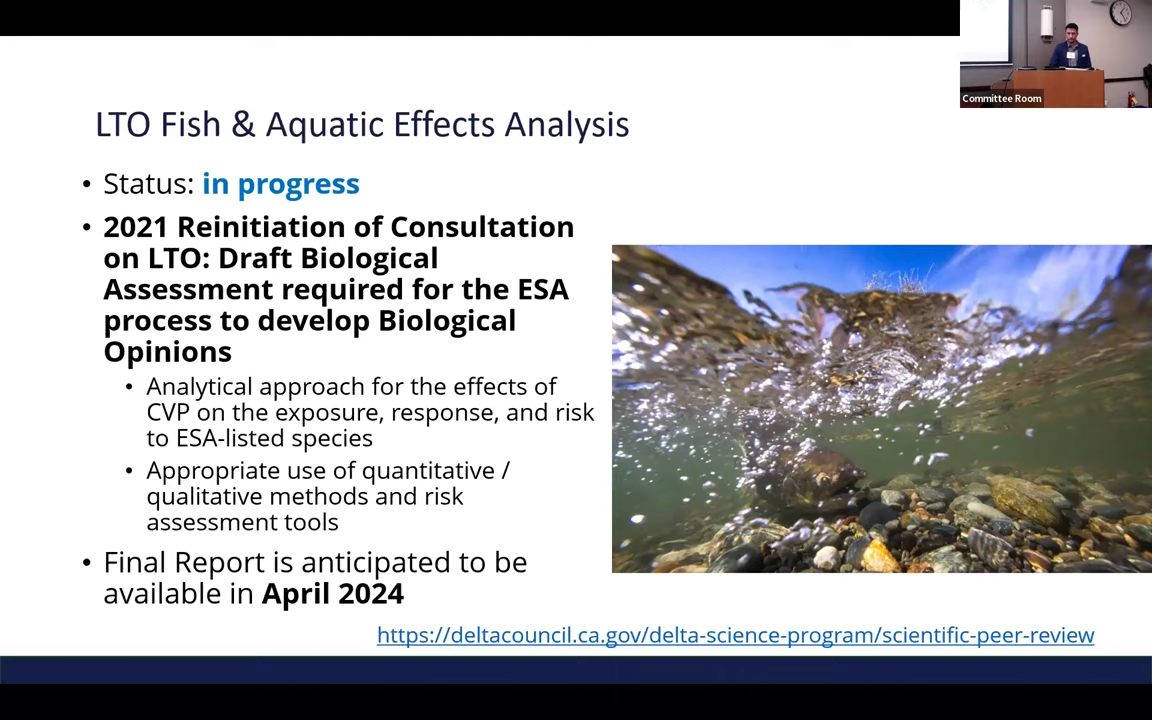 Committee Room
LTO Fish & Aquatic Effects Analysis
• Status: in progress
• 2021 Reinitiation of Consultation
on LTO: Draft Biological
Assessment required for the ESA
process to develop Biological
Opinions
• Analytical approach for the effects of
CVP on the exposure, response, and risk
to ESA-listed species
• Appropriate use of quantitative /
qualitative methods and risk
assessment tools
• Final Report is anticipated to be
available in April 2024
https://deltacouncil.ca.gov/delta-science-program/scientific-peer-review